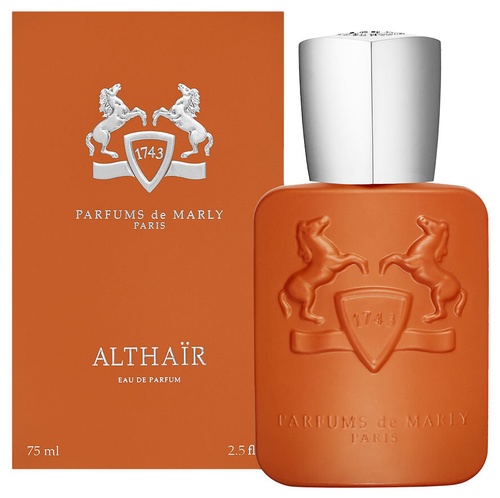 1743
PARFUMS de MARLY
PARIS
ALTHAÏR
EAU DE PARFUM
75 ml
2.5 fl
1743
PARFUMS de MARLY
PARIS